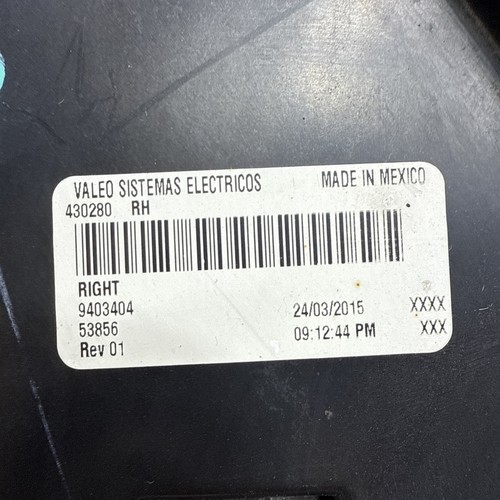 VALEO SISTEMAS ELECTRICOS MADE IN MEXICO
430280 RH
RIGHT
9403404 24/03/2015 XXXX
53856 09:12:44 PM XXX
Rev 01